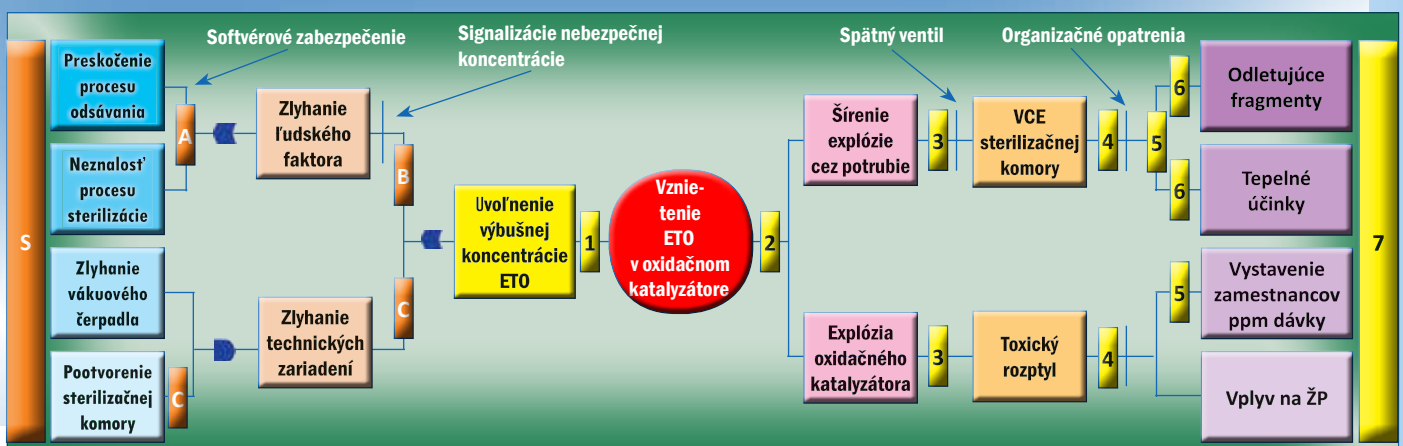 Softvérové zabezpečenie
Signalizácie nebezpečnej
koncentrácie
Spätný ventil
Organizačné opatrenia
S
Preskočenie
procesu
odsávania
Neznalosť
procesu
sterilizácie
Zlyhanie
vákuového
čerpadla
Pootvorenie
sterilizačnej
komory
A
C
Zlyhanie
ľudského
faktora
Zlyhanie
technických
zariadení
B
C
Uvoľnenie
výbušnej
koncentrácie
ETO
1
Vznie-
tenie
ETO
v oxidačnom
katalyzátore
2
Šírenie
explózie
cez potrubie
3
VCE
sterilizačnej
komory
4
5
6
6
Odletujúce
fragmenty
Tepelné
účinky
Explózia
oxidačného
katalyzátora
3
Toxický
rozptyl
4
5
Vystavenie
zamestnancov
ppm dávky
Vplyv na ŽP
7